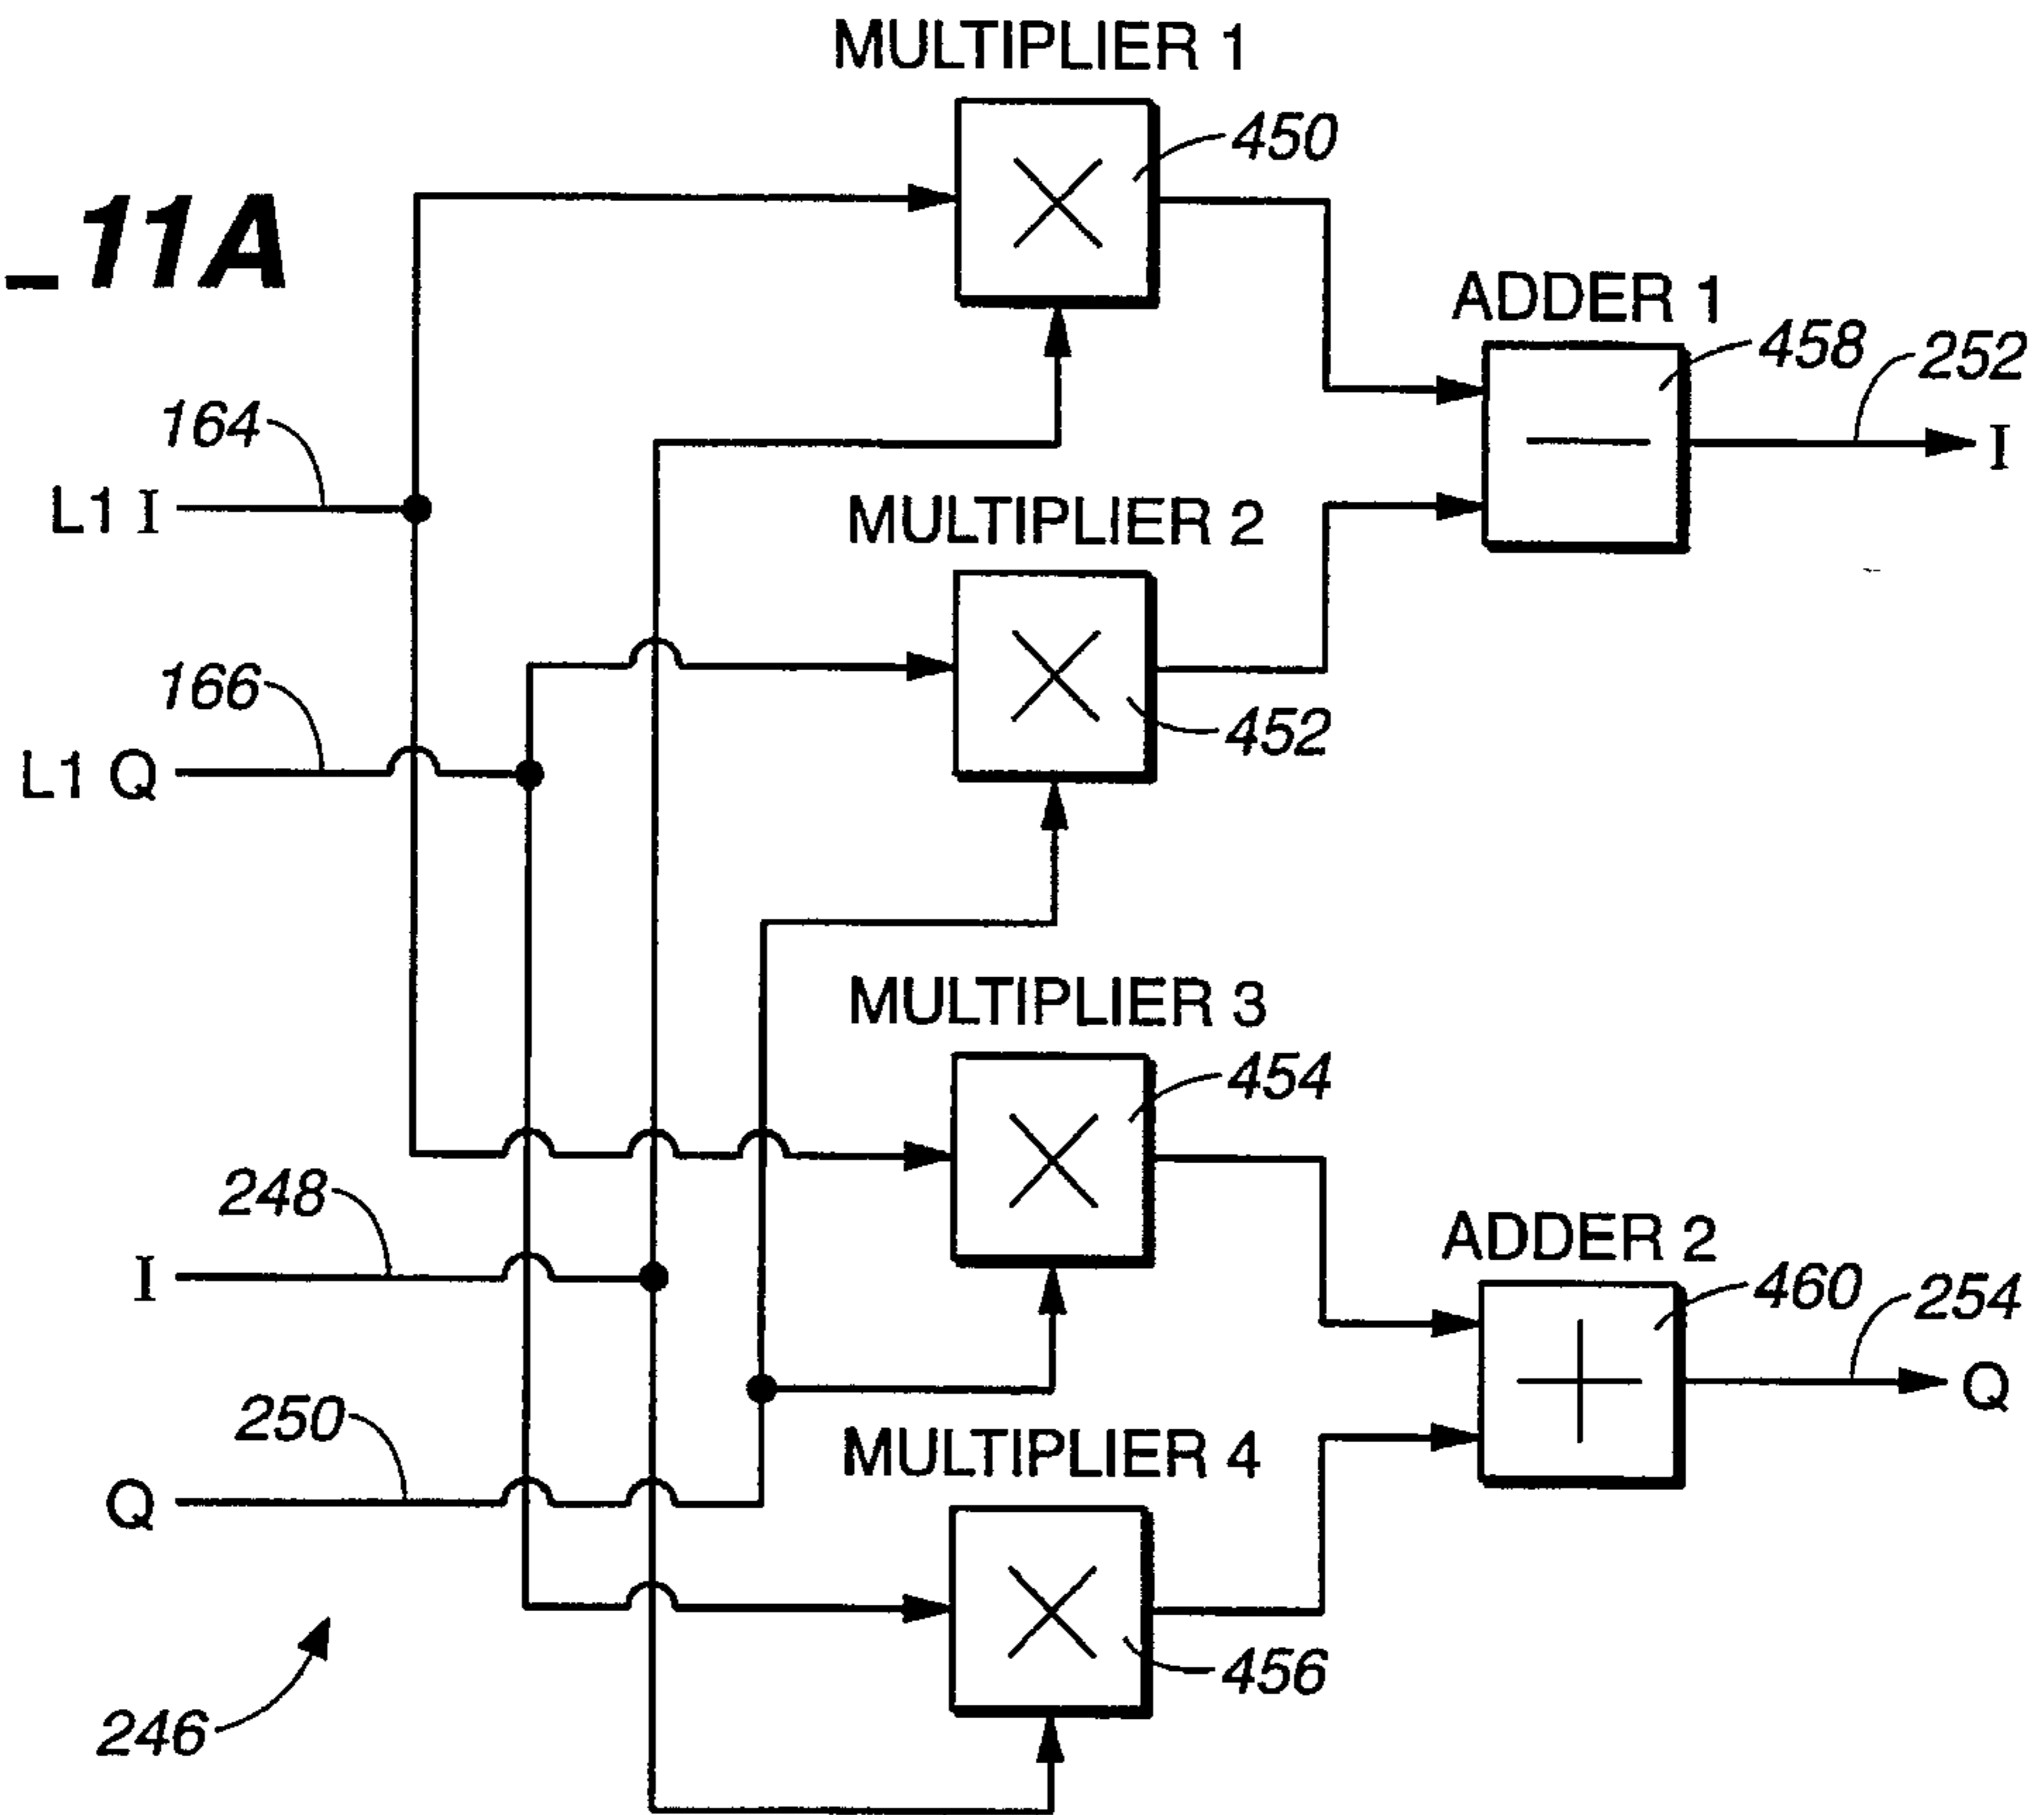 MULTIPLIER 1
450
_11A
ADDER 1
458
252
I
164
L1 I
MULTIPLIER 2
166
452
L1 Q
MULTIPLIER 3
454
248
I
ADDER 2
460
254
Q
250
MULTIPLIER 4
Q
456
246